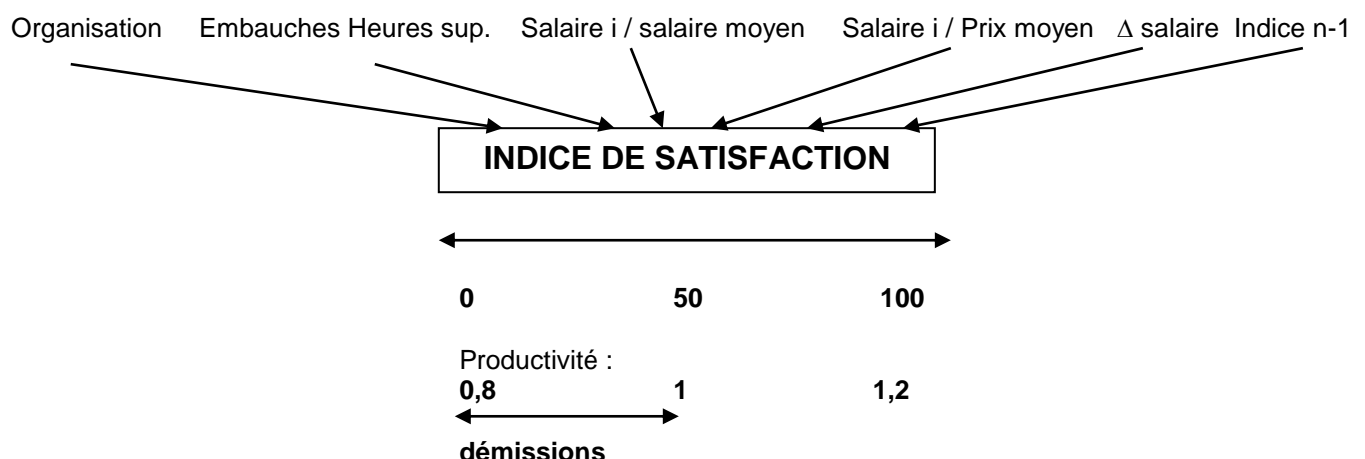 Organisation Embauches Heures sup. Salaire i / salaire moyen Salaire i / Prix moyen ∆ salaire Indice n-1
INDICE DE SATISFACTION
0 50 100
Productivité :
0,8 1 1,2
démissions